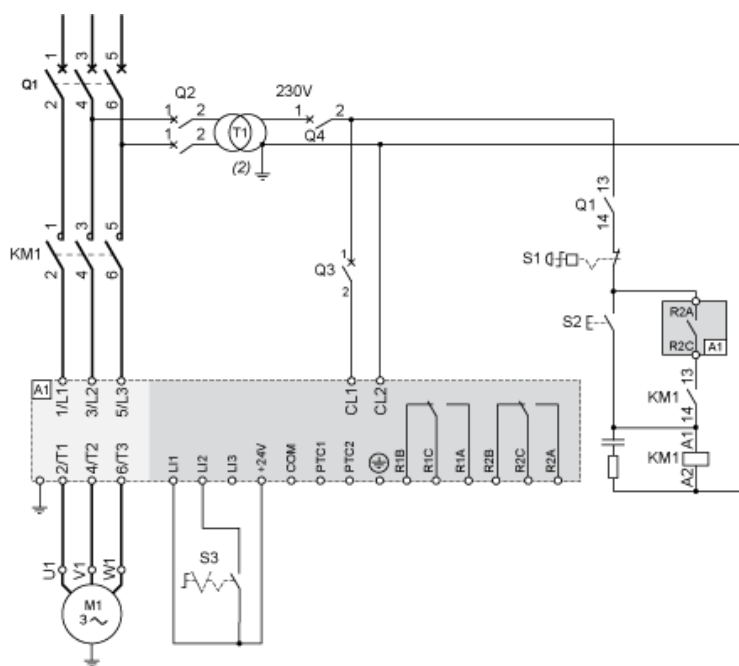 1 3 5
Q1
2 4 6
Q2
1 2
1 2
T1
(2)
230V
1 2
Q4
1 3 5
KM1
2 4 6
1
Q3
2
13
Q1
14
S1
S2
R2A
R2C
A1
13
KM1
14
A1
KM1
A2
A1
1/L1 3/L2 5/L3 CL1 CL2
2/T1 4/T2 6/T3 LI1 LI2 LI3 +24V COM PTC1 PTC2 R1B R1C R1A R2B R2C R2A
S3
U1 V1 W1
M1
3